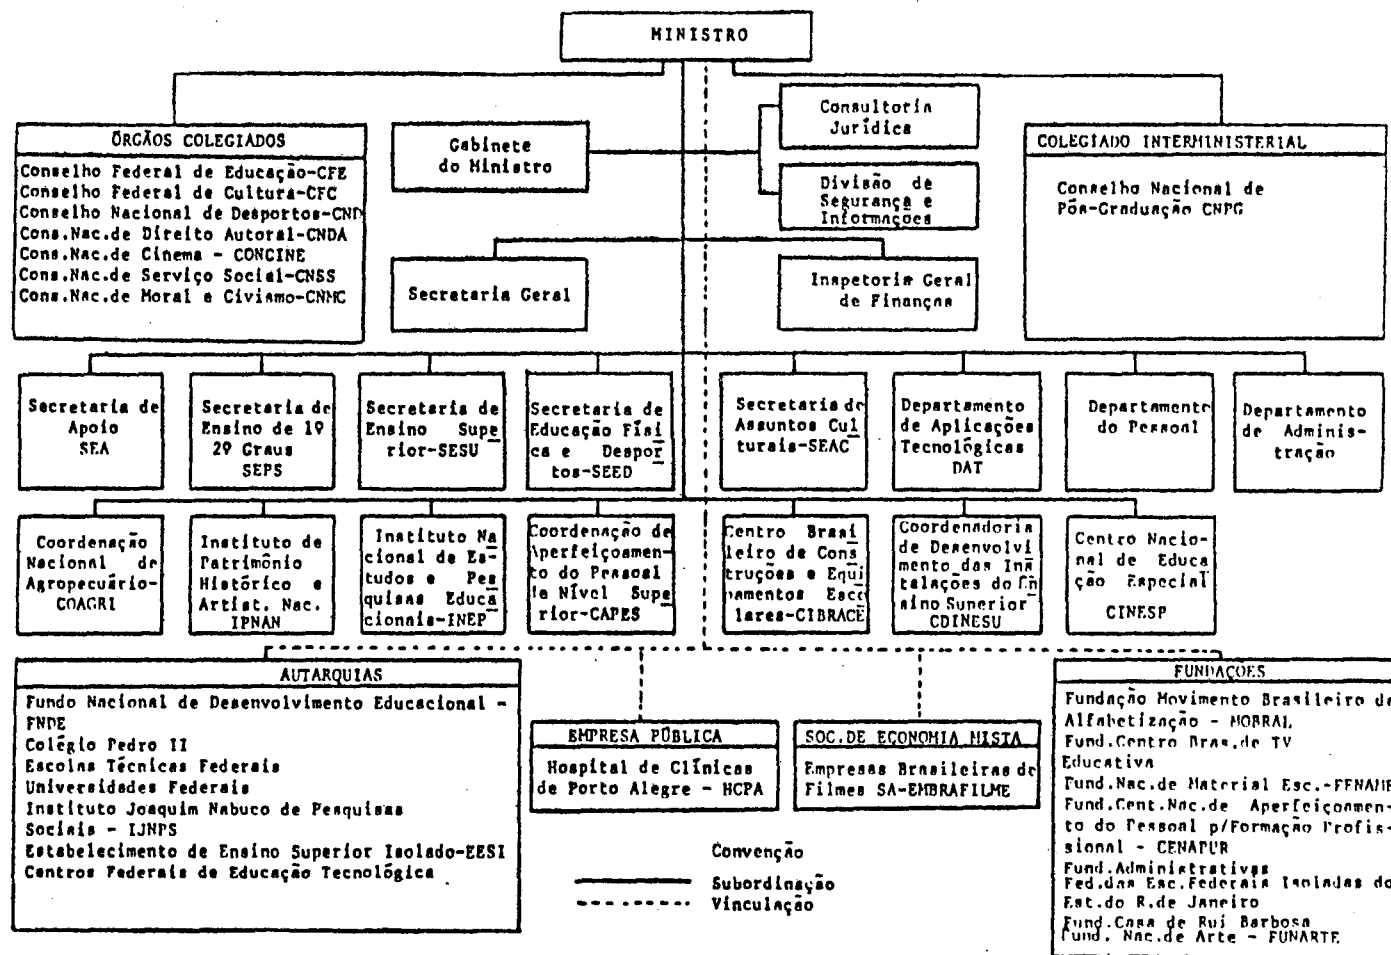 MINISTRO
ÓRGÃOS COLEGIADOS
Conselho Federal de Educação-CFE
Conselho Federal de Cultura-CFC
Conselho Nacional de Desportos-CND
Cons.Nac.de Direito Autoral-CNDA
Cons.Nac.de Cinema - CONCINE
Cons.Nac.de Serviço Social-CNSS
Cons.Nac.de Moral e Civismo-CNMC
Gabinete
do Ministro
Consultoria
Jurídica
Divisão de
Segurança e
Informações
Secretaria Geral
Inspetoria Geral
de Finanças
COLEGIADO INTERMINISTERIAL
Conselho Nacional de
Pós-Graduação CNPG
Secretaria de
Apoio
SEA
Secretaria de
Ensino de 1º
2º Graus
SEPS
Secretaria de
Ensino Supe
rior-SESU
Secretaria de
Educação Físi
ca e Despor
tos-SEED
Secretaria de
Assuntos Cul
turais-SEAC
Departamento
de Aplicações
Tecnológicas
DAT
Departamento
do Pessoal
Departamento
de Adminis-
tração
Coordenação
Nacional de
Agropecuário-
COAGRI
Instituto de
Patrimônio
Histórico e
Artist. Nac.
IPNAN
Instituto Na
cional de Es-
tudos e Pes
quisas Educa
cionais-INEP
Coordenação de
Aperfeiçoamen-
to do Pessoal
de Nível Supe
rior-CAPES
Centro Brasi
leiro de Cons
truções e Equi
pamentos Esco
lares-CIBRACE
Coordenadoria
de Desenvolvi
mento das Ins
talações do En
sino Superior
CDINESU
Centro Nacio-
nal de Educa
ção Especial
CINESP
AUTARQUIAS
Fundo Nacional de Desenvolvimento Educacional -
FNDE
Colégio Pedro II
Escolas Técnicas Federais
Universidades Federais
Instituto Joaquim Nabuco de Pesquisas
Sociais - IJNPS
Estabelecimento de Ensino Superior Isolado-EESI
Centros Federais de Educação Tecnológica
EMPRESA PÚBLICA
Hospital de Clínicas
de Porto Alegre - HCPA
SOC.DE ECONOMIA MISTA
Empresas Brasileiras de
Filmes SA-EMBRAFILME
FUNDAÇÕES
Fundação Movimento Brasileiro de
Alfabetização - MOBRAL
Fund.Centro Bras.de TV
Educativa
Fund.Nac.de Material Esc.-FENAME
Fund.Cent.Nac.de Aperfeiçoamen-
to do Pessoal p/Formação Profis-
sional - CENAFOR
Fund.Administrativas
Fed.das Esc.Federais Isoladas do
Est.do R.de Janeiro
Fund.Casa de Rui Barbosa
Fund. Nac.de Arte - FUNARTE
Convenção
Subordinação
Vinculação